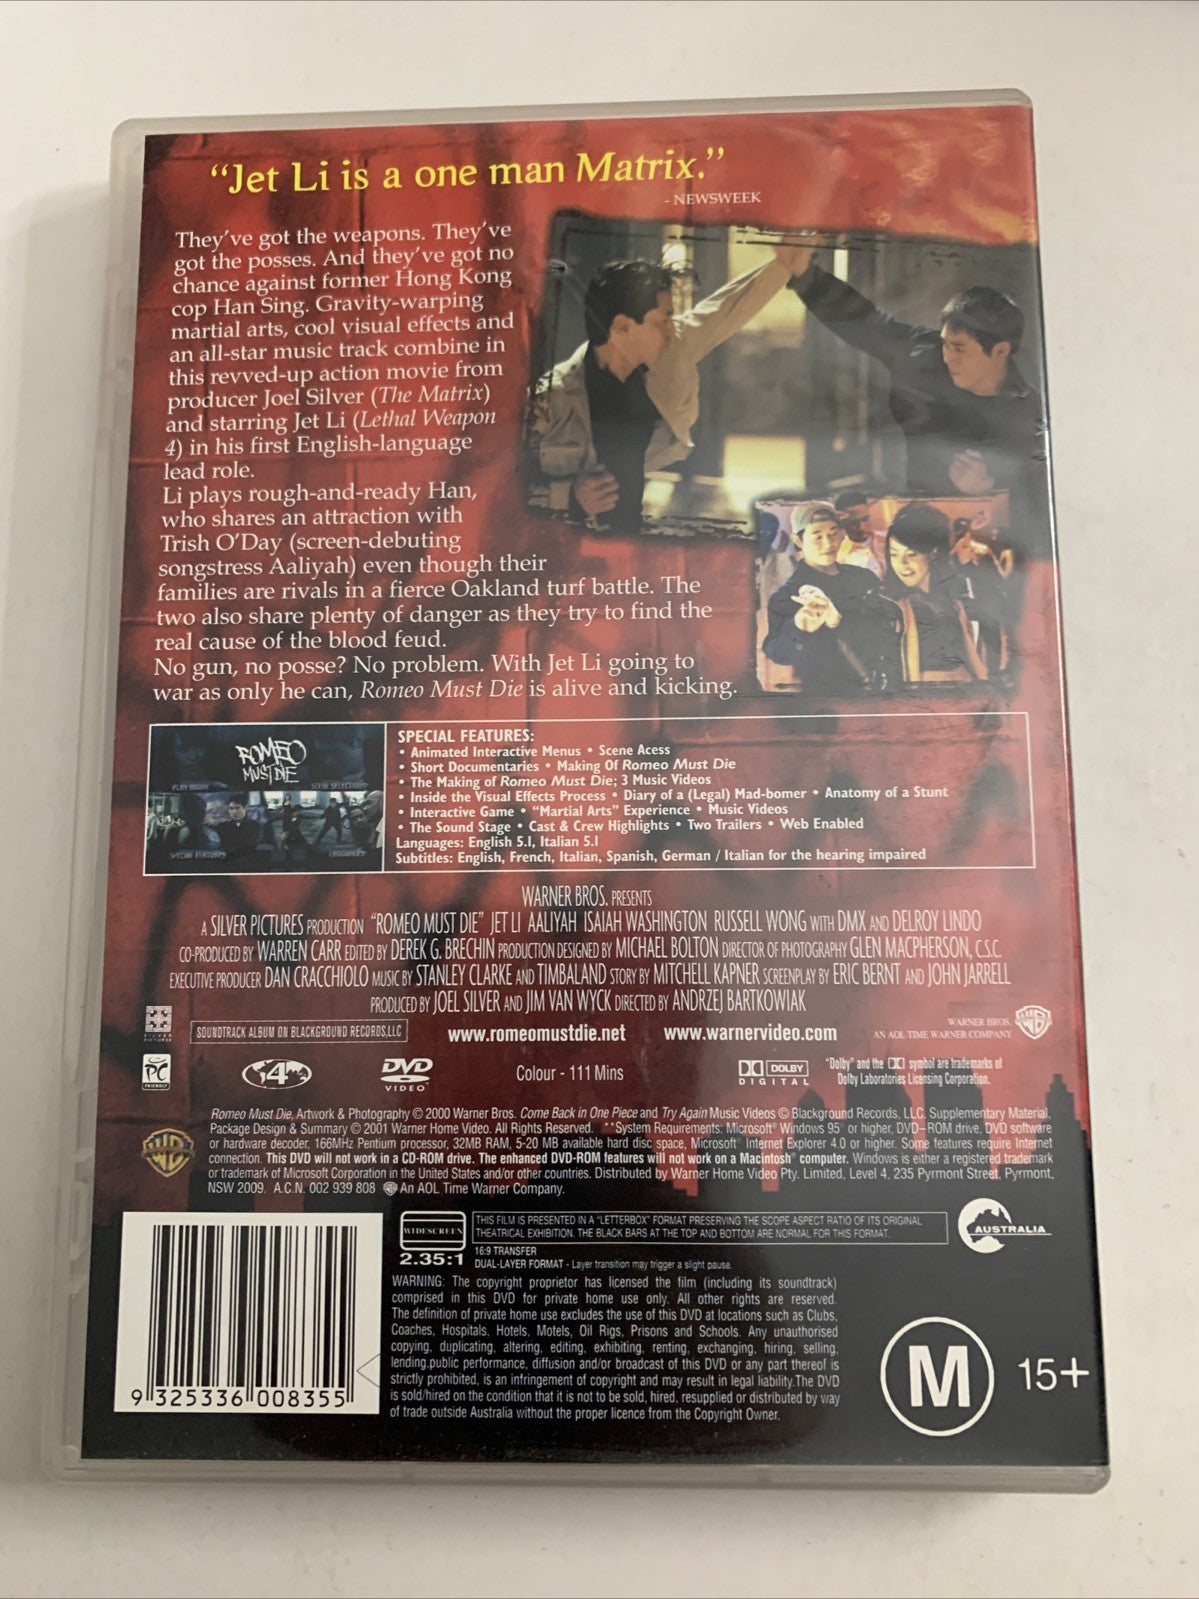 “Jet Li is a one man Matrix.”
- NEWSWEEK
They’ve got the weapons. They’ve
got the posses. And they’ve got no
chance against former Hong Kong
cop Han Sing. Gravity-warping
martial arts, cool visual effects and
an all-star music track combine in
this revved-up action movie from
producer Joel Silver (The Matrix)
and starring Jet Li (Lethal Weapon
4) in his first English-language
lead role.
Li plays rough-and-ready Han,
who shares an attraction with
Trish O’Day (screen-debuting
songstress Aaliyah) even though their
families are rivals in a fierce Oakland turf battle. The
two also share plenty of danger as they try to find the
real cause of the blood feud.
No gun, no posse? No problem. With Jet Li going to
war as only he can, Romeo Must Die is alive and kicking.
ROMEO
MUST DIE
PLAY MOVIE
SCENE SELECTIONS
SPECIAL FEATURES
LANGUAGES
SPECIAL FEATURES:
• Animated Interactive Menus • Scene Acess
• Short Documentaries • Making Of Romeo Must Die
• The Making of Romeo Must Die; 3 Music Videos
• Inside the Visual Effects Process • Diary of a (Legal) Mad-bomer • Anatomy of a Stunt
• Interactive Game • “Martial Arts” Experience • Music Videos
• The Sound Stage • Cast & Crew Highlights • Two Trailers • Web Enabled
Languages: English 5.1, Italian 5.1
Subtitles: English, French, Italian, Spanish, German / Italian for the hearing impaired
WARNER BROS. PRESENTS
A SILVER PICTURES PRODUCTION “ROMEO MUST DIE” JET LI AALIYAH ISAIAH WASHINGTON RUSSELL WONG WITH DMX AND DELROY LINDO
CO-PRODUCED BY WARREN CARR EDITED BY DEREK G. BRECHIN PRODUCTION DESIGNED BY MICHAEL BOLTON DIRECTOR OF PHOTOGRAPHY GLEN MACPHERSON, C.S.C.
EXECUTIVE PRODUCER DAN CRACCHIOLO MUSIC BY STANLEY CLARKE AND TIMBALAND STORY BY MITCHELL KAPNER SCREENPLAY BY ERIC BERNT AND JOHN JARRELL
PRODUCED BY JOEL SILVER AND JIM VAN WYCK DIRECTED BY ANDRZEJ BARTKOWIAK
SILVER
PICTURES
SOUNDTRACK ALBUM ON BLACKGROUND RECORDS, LLC
www.romeomustdie.net
www.warnervideo.com
WARNER BROS.
AN AOL TIME WARNER COMPANY
PC
FRIENDLY
4
DVD
VIDEO
Colour - 111 Mins
DOLBY
DIGITAL
“Dolby” and the symbol are trademarks of
Dolby Laboratories Licensing Corporation.
Romeo Must Die, Artwork & Photography © 2000 Warner Bros. Come Back in One Piece and Try Again Music Videos © Blackground Records, LLC. Supplementary Material,
Package Design & Summary © 2001 Warner Home Video. All Rights Reserved. **System Requirements: Microsoft® Windows 95® or higher, DVD-ROM drive, DVD software
or hardware decoder, 166MHz Pentium processor, 32MB RAM, 5-20 MB available hard disc space, Microsoft® Internet Explorer 4.0 or higher. Some features require Internet
connection. This DVD will not work in a CD-ROM drive. The enhanced DVD-ROM features will not work on a Macintosh® computer. Windows is either a registered trademark
or trademark of Microsoft Corporation in the United States and/or other countries. Distributed by Warner Home Video Pty. Limited, Level 4, 235 Pyrmont Street, Pyrmont,
NSW 2009. A.C.N. 002 939 808 An AOL Time Warner Company.
WIDESCREEN
2.35:1
THIS FILM IS PRESENTED IN A “LETTERBOX” FORMAT PRESERVING THE SCOPE ASPECT RATIO OF ITS ORIGINAL
THEATRICAL EXHIBITION. THE BLACK BARS AT THE TOP AND BOTTOM ARE NORMAL FOR THIS FORMAT.
16:9 TRANSFER
DUAL-LAYER FORMAT - Layer transition may trigger a slight pause.
AUSTRALIA
WARNING: The copyright proprietor has licensed the film (including its soundtrack)
comprised in this DVD for private home use only. All other rights are reserved.
The definition of private home use excludes the use of this DVD at locations such as Clubs,
Coaches, Hospitals, Hotels, Motels, Oil Rigs, Prisons and Schools. Any unauthorised
copying, duplicating, altering, editing, exhibiting, renting, exchanging, hiring, selling,
lending,public performance, diffusion and/or broadcast of this DVD or any part thereof is
strictly prohibited, is an infringement of copyright and may result in legal liability.The DVD
is sold/hired on the condition that it is not to be sold, hired, resupplied or distributed by way
of trade outside Australia without the proper licence from the Copyright Owner.
9 325336 008355
M 15+